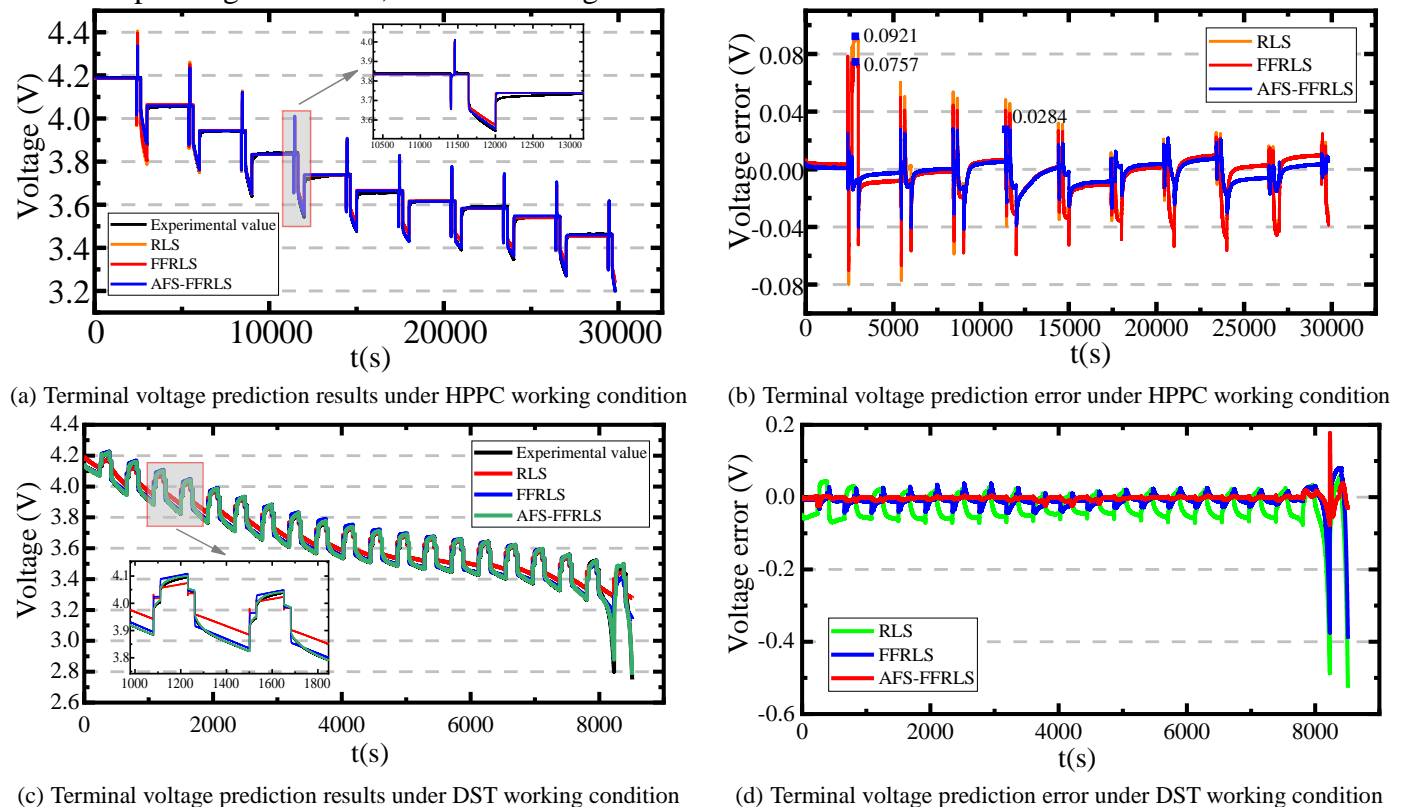 4.4
4.2
4.0
3.8
3.6
3.4
3.2
Voltage (V)
0
10000
20000
30000
t(s)
Experimental value
RLS
FFRLS
AFS-FFRLS
4.1
4.0
3.9
3.8
3.7
3.6
10500
11000
11500
12000
12500
13000
0.08
0.04
0.00
-0.04
-0.08
Voltage error (V)
0
5000
10000
15000
20000
25000
30000
t(s)
0.0921
0.0757
0.0284
RLS
FFRLS
AFS-FFRLS
(a) Terminal voltage prediction results under HPPC working condition
(b) Terminal voltage prediction error under HPPC working condition
4.4
4.2
4.0
3.8
3.6
3.4
3.2
3.0
2.8
2.6
Voltage (V)
0
2000
4000
6000
8000
t(s)
Experimental value
RLS
FFRLS
AFS-FFRLS
4.1
4.0
3.9
3.8
1000
1200
1400
1600
1800
0.2
0.0
-0.2
-0.4
-0.6
Voltage error (V)
0
2000
4000
6000
8000
t(s)
RLS
FFRLS
AFS-FFRLS
(c) Terminal voltage prediction results under DST working condition
(d) Terminal voltage prediction error under DST working condition